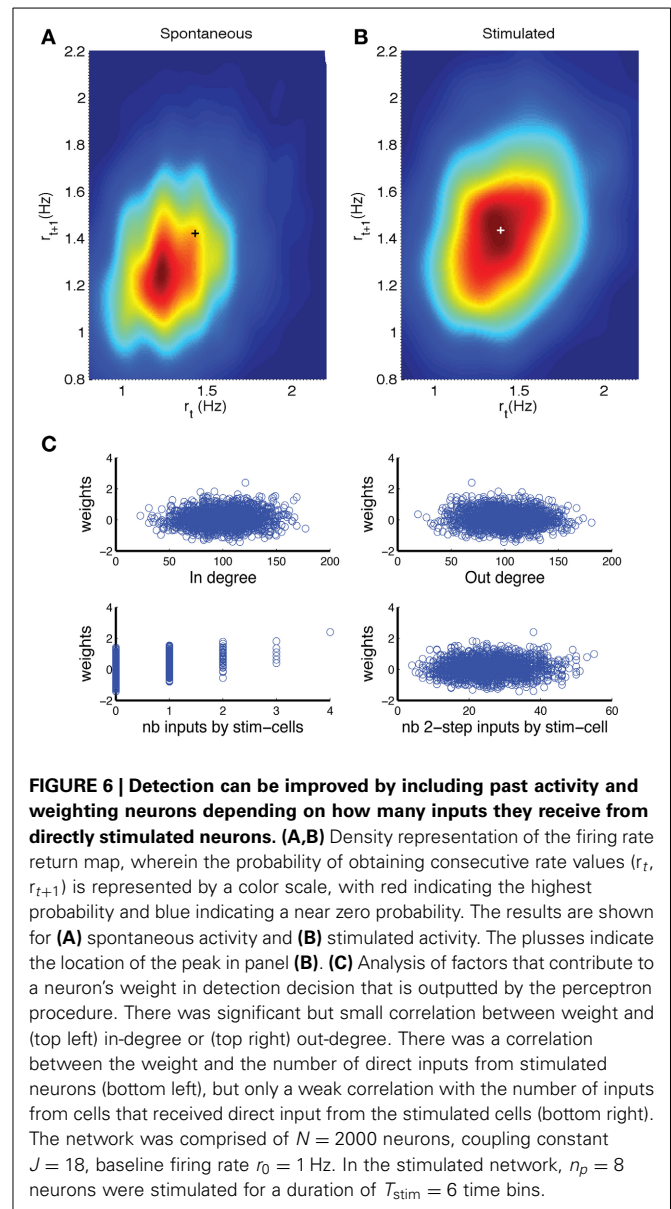 A
Spontaneous
B
Stimulated
2.2
2
1.8
1.6
1.4
1.2
1
0.8
r_{t+1}(Hz)
1
1.5
2
r_t (Hz)
2.2
2
1.8
1.6
1.4
1.2
1
0.8
r_{t+1}(Hz)
1
1.5
2
r_t(Hz)
C
4
2
0
−2
weights
0
50
100
150
200
In degree
4
2
0
−2
weights
0
50
100
150
200
Out degree
4
2
0
−2
weights
0
1
2
3
4
nb inputs by stim−cells
4
2
0
−2
weights
0
20
40
60
nb 2−step inputs by stim−cell
FIGURE 6 | Detection can be improved by including past activity and
weighting neurons depending on how many inputs they receive from
directly stimulated neurons. (A,B) Density representation of the firing rate
return map, wherein the probability of obtaining consecutive rate values (r_t,
r_{t+1}) is represented by a color scale, with red indicating the highest
probability and blue indicating a near zero probability. The results are shown
for (A) spontaneous activity and (B) stimulated activity. The plusses indicate
the location of the peak in panel (B). (C) Analysis of factors that contribute to
a neuron's weight in detection decision that is outputted by the perceptron
procedure. There was significant but small correlation between weight and
(top left) in-degree or (top right) out-degree. There was a correlation
between the weight and the number of direct inputs from stimulated
neurons (bottom left), but only a weak correlation with the number of inputs
from cells that received direct input from the stimulated cells (bottom right).
The network was comprised of N = 2000 neurons, coupling constant
J = 18, baseline firing rate r_0 = 1 Hz. In the stimulated network, n_p = 8
neurons were stimulated for a duration of T_stim = 6 time bins.